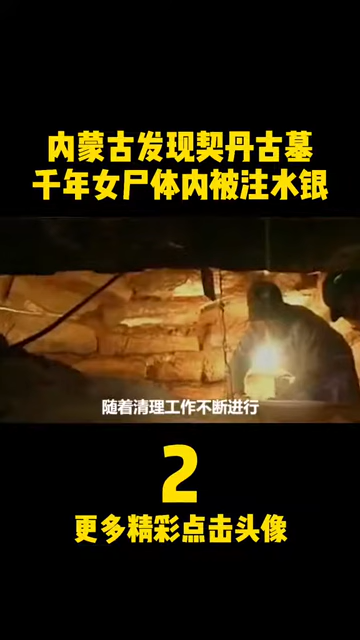 内蒙古发现契丹古墓
千年女尸体内被注水银
随着清理工作不断进行
2
更多精彩点击头像